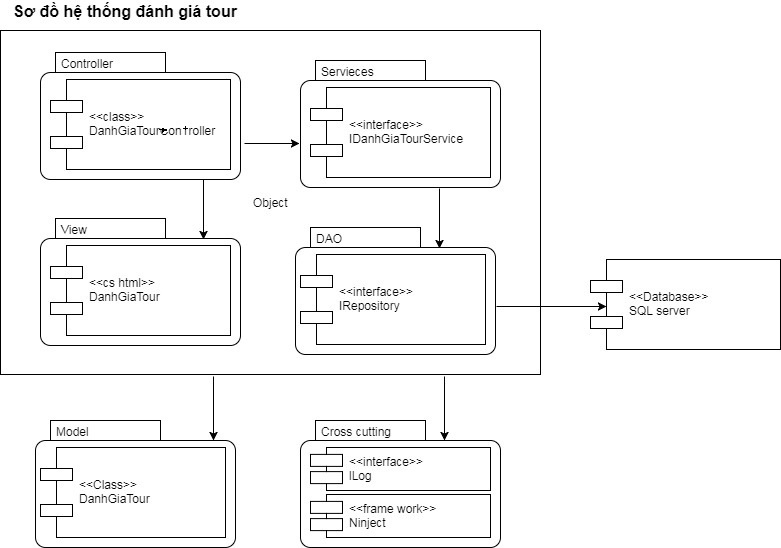 Sơ đồ hệ thống đánh giá tour
Controller
<<class>>
DanhGiaTourcontroller
Servieces
<<interface>>
IDanhGiaTourService
Object
View
<<cs html>>
DanhGiaTour
DAO
<<interface>>
IRepository
<<Database>>
SQL server
Model
<<Class>>
DanhGiaTour
Cross cutting
<<interface>>
ILog
<<frame work>>
Ninject